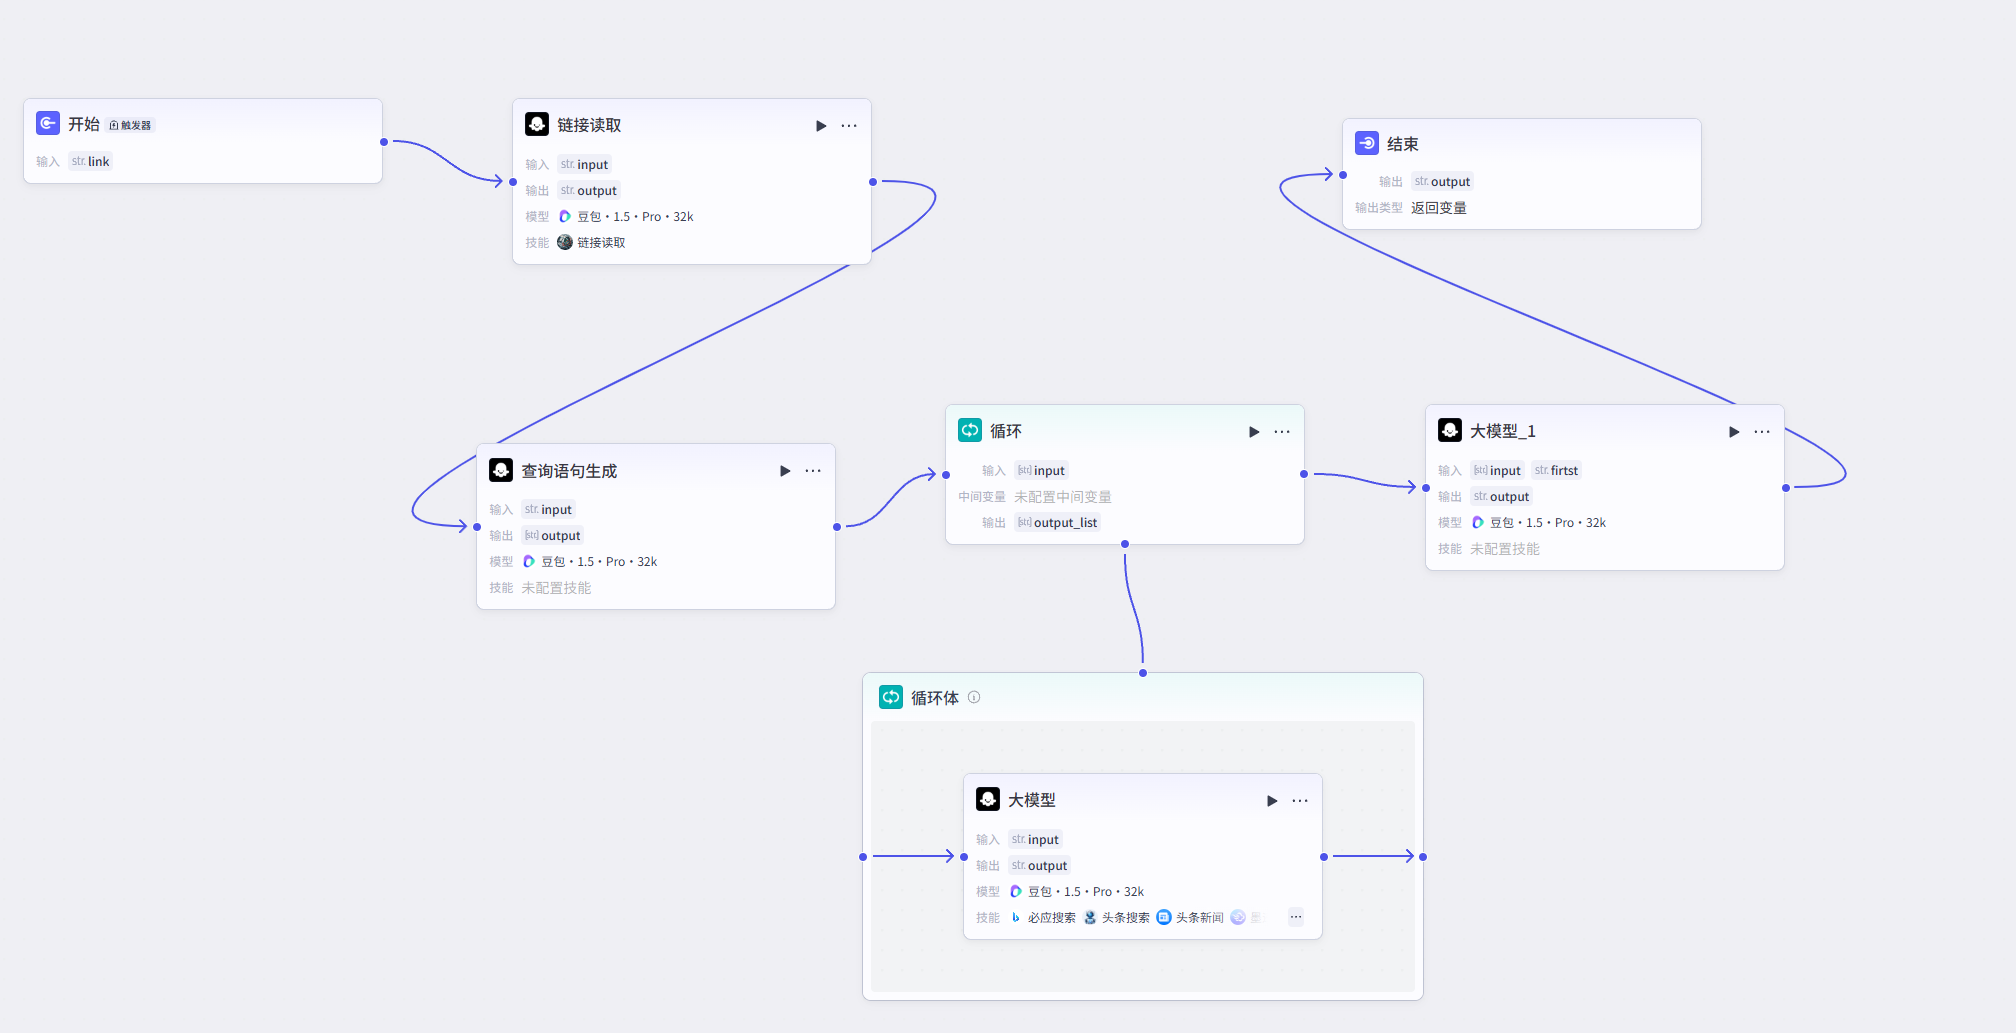 开始 触发器
输入 str. link
链接读取
输入 str. input
输出 str. output
模型 豆包・1.5・Pro・32k
技能 链接读取
结束
输出 str. output
输出类型 返回变量
查询语句生成
输入 str. input
输出 [str] output
模型 豆包・1.5・Pro・32k
技能 未配置技能
循环
输入 [str] input
中间变量 未配置中间变量
输出 [str] output_list
大模型_1
输入 [str] input str. firtst
输出 str. output
模型 豆包・1.5・Pro・32k
技能 未配置技能
循环体
大模型
输入 str. input
输出 str. output
模型 豆包・1.5・Pro・32k
技能 必应搜索 头条搜索 头条新闻